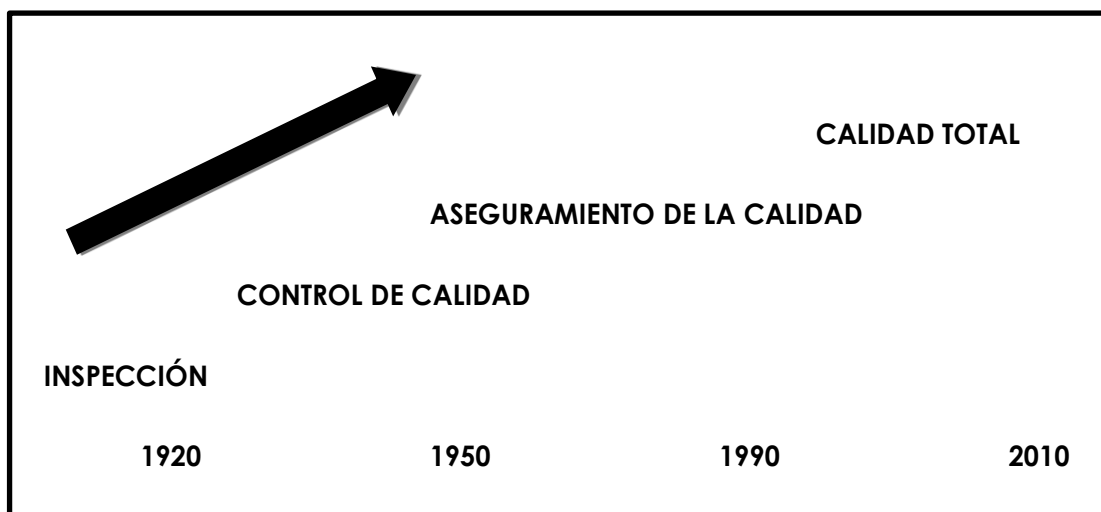 CALIDAD TOTAL
ASEGURAMIENTO DE LA CALIDAD
CONTROL DE CALIDAD
INSPECCIÓN
1920 1950 1990 2010